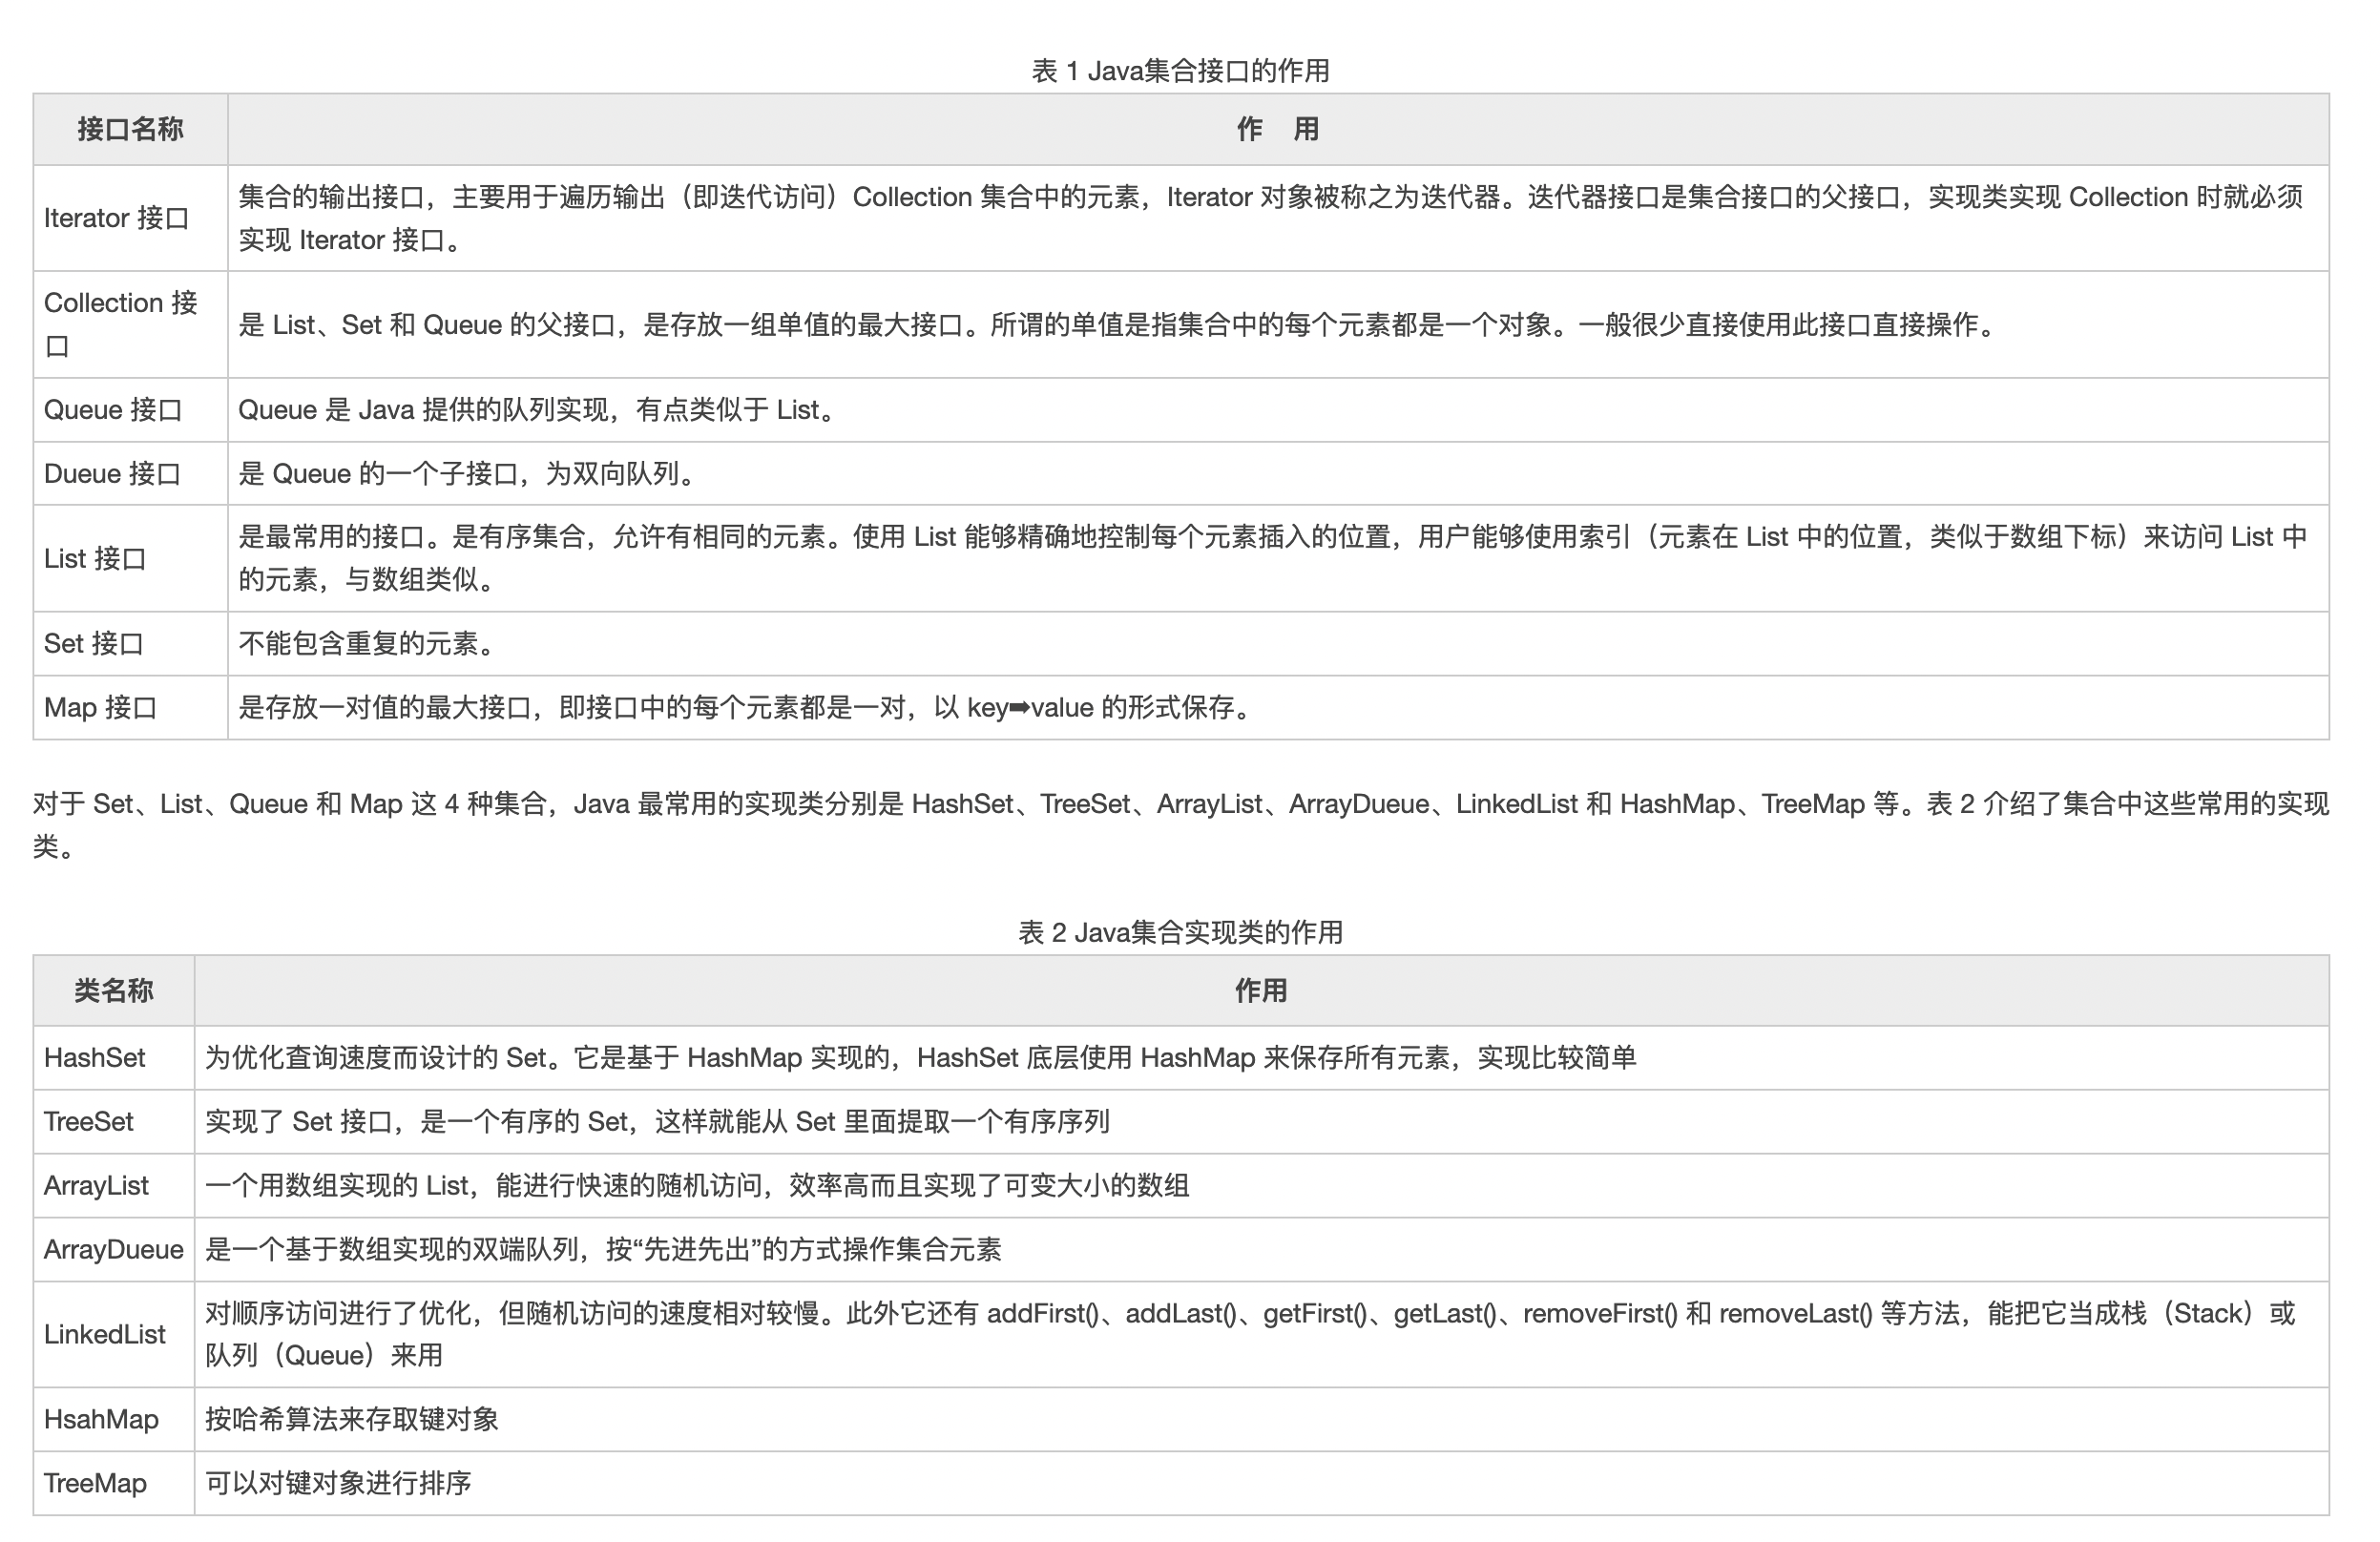 表 1 Java集合接口的作用
接口名称
作 用
Iterator 接口
集合的输出接口，主要用于遍历输出（即迭代访问）Collection 集合中的元素，Iterator 对象被称之为迭代器。迭代器接口是集合接口的父接口，实现类实现 Collection 时就必须
实现 Iterator 接口。
Collection 接
口
是 List、Set 和 Queue 的父接口，是存放一组单值的最大接口。所谓的单值是指集合中的每个元素都是一个对象。一般很少直接使用此接口直接操作。
Queue 接口
Queue 是 Java 提供的队列实现，有点类似于 List。
Dueue 接口
是 Queue 的一个子接口，为双向队列。
List 接口
是最常用的接口。是有序集合，允许有相同的元素。使用 List 能够精确地控制每个元素插入的位置，用户能够使用索引（元素在 List 中的位置，类似于数组下标）来访问 List 中
的元素，与数组类似。
Set 接口
不能包含重复的元素。
Map 接口
是存放一对值的最大接口，即接口中的每个元素都是一对，以 key➡value 的形式保存。
对于 Set、List、Queue 和 Map 这 4 种集合，Java 最常用的实现类分别是 HashSet、TreeSet、ArrayList、ArrayDueue、LinkedList 和 HashMap、TreeMap 等。表 2 介绍了集合中这些常用的实现
类。
表 2 Java集合实现类的作用
类名称
作用
HashSet
为优化查询速度而设计的 Set。它是基于 HashMap 实现的，HashSet 底层使用 HashMap 来保存所有元素，实现比较简单
TreeSet
实现了 Set 接口，是一个有序的 Set，这样就能从 Set 里面提取一个有序序列
ArrayList
一个用数组实现的 List，能进行快速的随机访问，效率高而且实现了可变大小的数组
ArrayDueue
是一个基于数组实现的双端队列，按“先进先出”的方式操作集合元素
LinkedList
对顺序访问进行了优化，但随机访问的速度相对较慢。此外它还有 addFirst()、addLast()、getFirst()、getLast()、removeFirst() 和 removeLast() 等方法，能把它当成栈（Stack）或
队列（Queue）来用
HsahMap
按哈希算法来存取键对象
TreeMap
可以对键对象进行排序